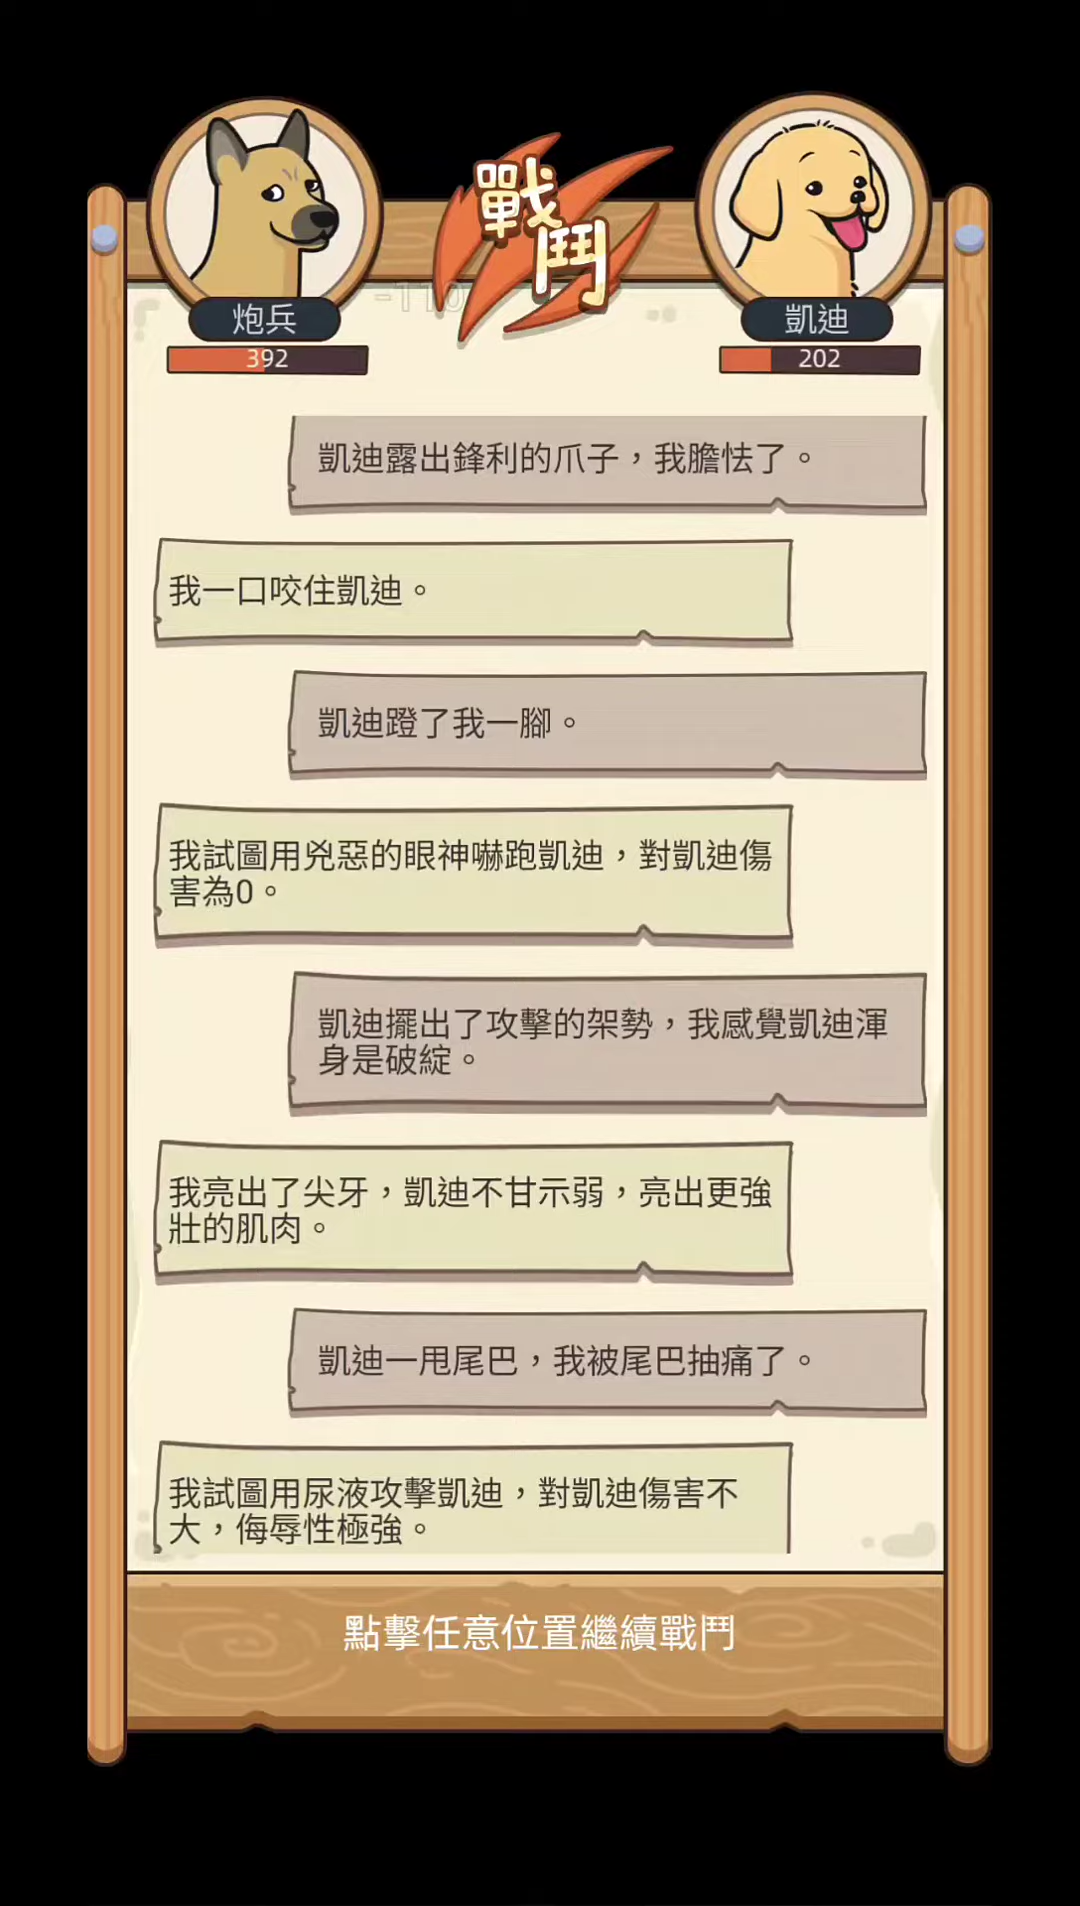 戰鬥
-110
炮兵
凱迪
392
202
凱迪露出鋒利的爪子，我膽怯了。
我一口咬住凱迪。
凱迪蹬了我一腳。
我試圖用兇惡的眼神嚇跑凱迪，對凱迪傷
害為0。
凱迪擺出了攻擊的架勢，我感覺凱迪渾
身是破綻。
我亮出了尖牙，凱迪不甘示弱，亮出更強
壯的肌肉。
凱迪一甩尾巴，我被尾巴抽痛了。
我試圖用尿液攻擊凱迪，對凱迪傷害不
大，侮辱性極強。
點擊任意位置繼續戰鬥